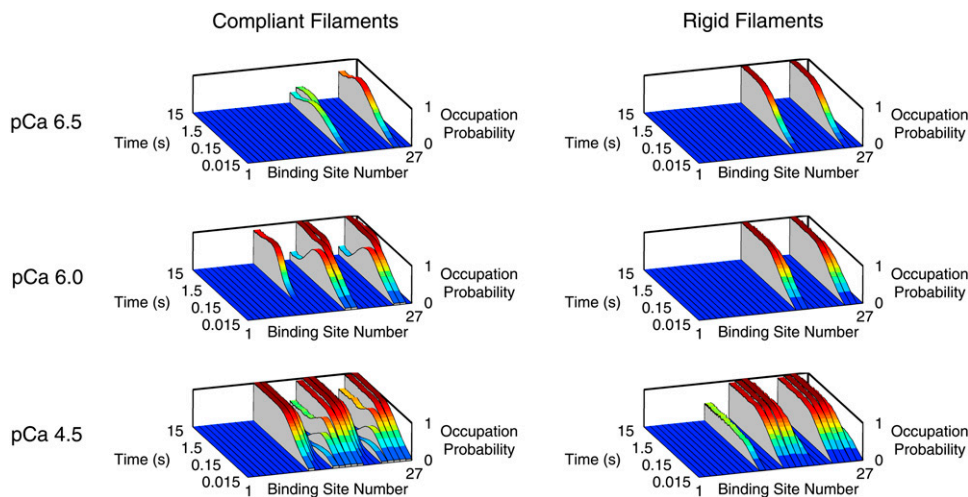 Compliant Filaments
Rigid Filaments
pCa 6.5
15
1.5
0.15
0.015
Time (s)
1
Binding Site Number
27
1
0
Occupation
Probability
15
1.5
0.15
0.015
Time (s)
1
Binding Site Number
27
1
0
Occupation
Probability
pCa 6.0
15
1.5
0.15
0.015
Time (s)
1
Binding Site Number
27
1
0
Occupation
Probability
15
1.5
0.15
0.015
Time (s)
1
Binding Site Number
27
1
0
Occupation
Probability
pCa 4.5
15
1.5
0.15
0.015
Time (s)
1
Binding Site Number
27
1
0
Occupation
Probability
15
1.5
0.15
0.015
Time (s)
1
Binding Site Number
27
1
0
Occupation
Probability